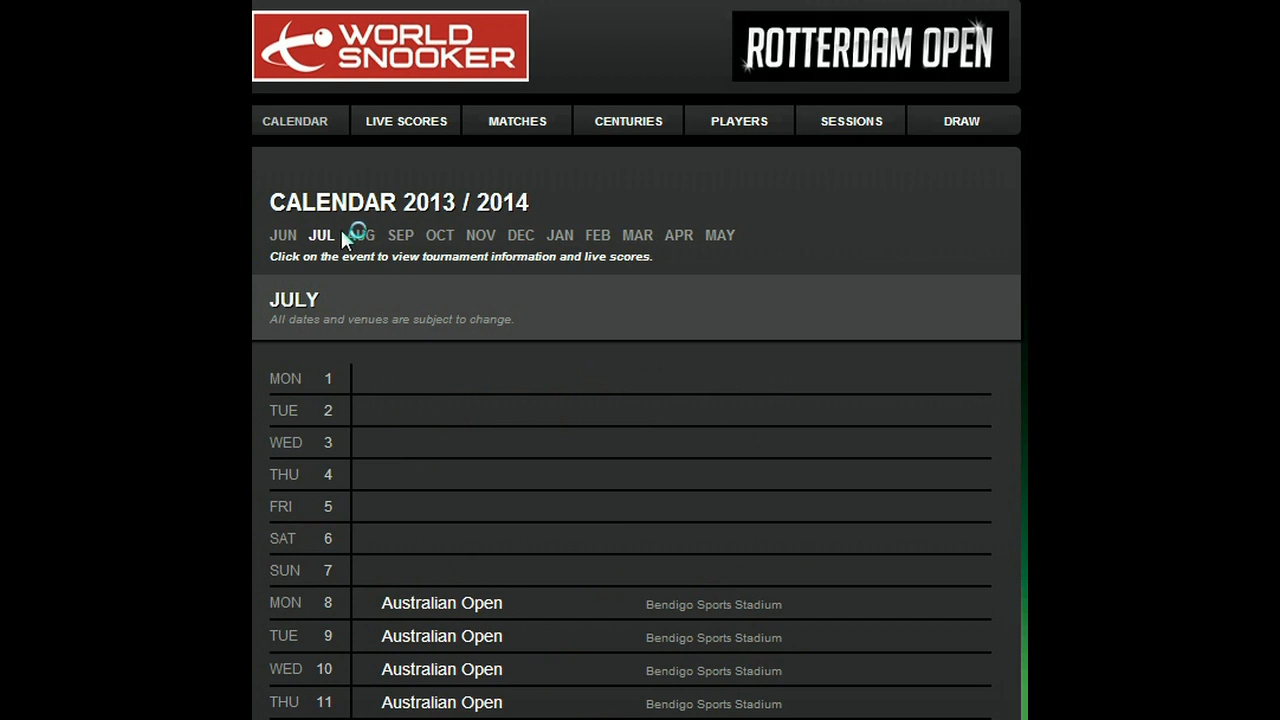 WORLD SNOOKER
ROTTERDAM OPEN
CALENDAR LIVE SCORES MATCHES CENTURIES PLAYERS SESSIONS DRAW
CALENDAR 2013 / 2014
JUN JUL AUG SEP OCT NOV DEC JAN FEB MAR APR MAY
Click on the event to view tournament information and live scores.
JULY
All dates and venues are subject to change.
MON 1
TUE 2
WED 3
THU 4
FRI 5
SAT 6
SUN 7
MON 8 Australian Open Bendigo Sports Stadium
TUE 9 Australian Open Bendigo Sports Stadium
WED 10 Australian Open Bendigo Sports Stadium
THU 11 Australian Open Bendigo Sports Stadium